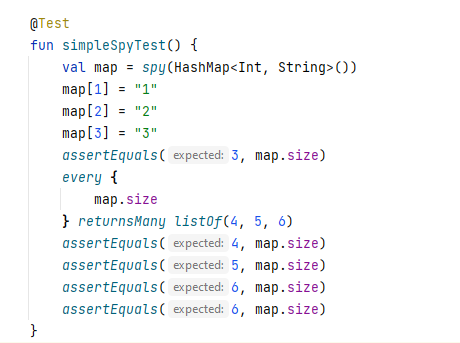 @Test
fun simpleSpyTest() {
    val map = spy(HashMap<Int, String>())
    map[1] = "1"
    map[2] = "2"
    map[3] = "3"
    assertEquals( expected: 3, map.size)
    every {
        map.size
    } returnsMany listOf(4, 5, 6)
    assertEquals( expected: 4, map.size)
    assertEquals( expected: 5, map.size)
    assertEquals( expected: 6, map.size)
    assertEquals( expected: 6, map.size)
}